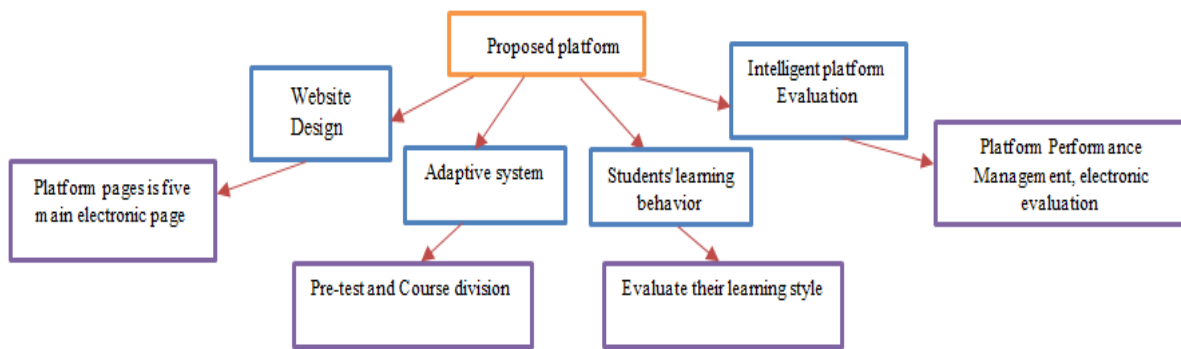 Proposed platform
Website
Design
Adaptive system
Students' learning
behavior
Intelligent platform
Evaluation
Platform pages is five
main electronic page
Pre-test and Course division
Evaluate their learning style
Platform Performance
Management, electronic
evaluation